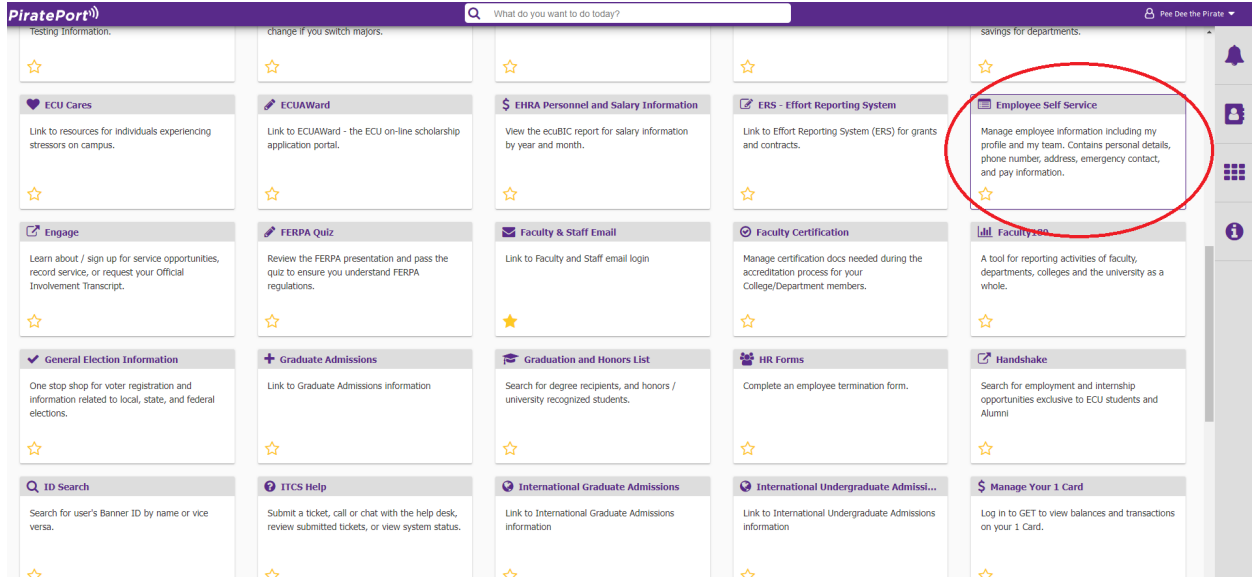 PiratePort
What do you want to do today?
Pee Dee the Pirate
Testing Information.
change if you switch majors.
savings for departments.
ECU Cares
Link to resources for individuals experiencing
stressors on campus.
ECUAWard
Link to ECUAWard - the ECU on-line scholarship
application portal.
EHRA Personnel and Salary Information
View the ecuBIC report for salary information
by year and month.
ERS - Effort Reporting System
Link to Effort Reporting System (ERS) for grants
and contracts.
Employee Self Service
Manage employee information including my
profile and my team. Contains personal details,
phone number, address, emergency contact,
and pay information.
Engage
Learn about / sign up for service opportunities,
record service, or request your Official
Involvement Transcript.
FERPA Quiz
Review the FERPA presentation and pass the
quiz to ensure you understand FERPA
regulations.
Faculty & Staff Email
Link to Faculty and Staff email login
Faculty Certification
Manage certification docs needed during the
accreditation process for your
College/Department members.
Faculty180
A tool for reporting activities of faculty,
departments, colleges and the university as a
whole.
General Election Information
One stop shop for voter registration and
information related to local, state, and federal
elections.
Graduate Admissions
Link to Graduate Admissions information
Graduation and Honors List
Search for degree recipients, and honors /
university recognized students.
HR Forms
Complete an employee termination form.
Handshake
Search for employment and internship
opportunities exclusive to ECU students and
Alumni
ID Search
Search for user's Banner ID by name or vice
versa.
ITCS Help
Submit a ticket, call or chat with the help desk,
review submitted tickets, or view system status.
International Graduate Admissions
Link to International Graduate Admissions
information
International Undergraduate Admissi...
Link to International Undergraduate Admissions
information
$ Manage Your 1 Card
Log in to GET to view balances and transactions
on your 1 Card.